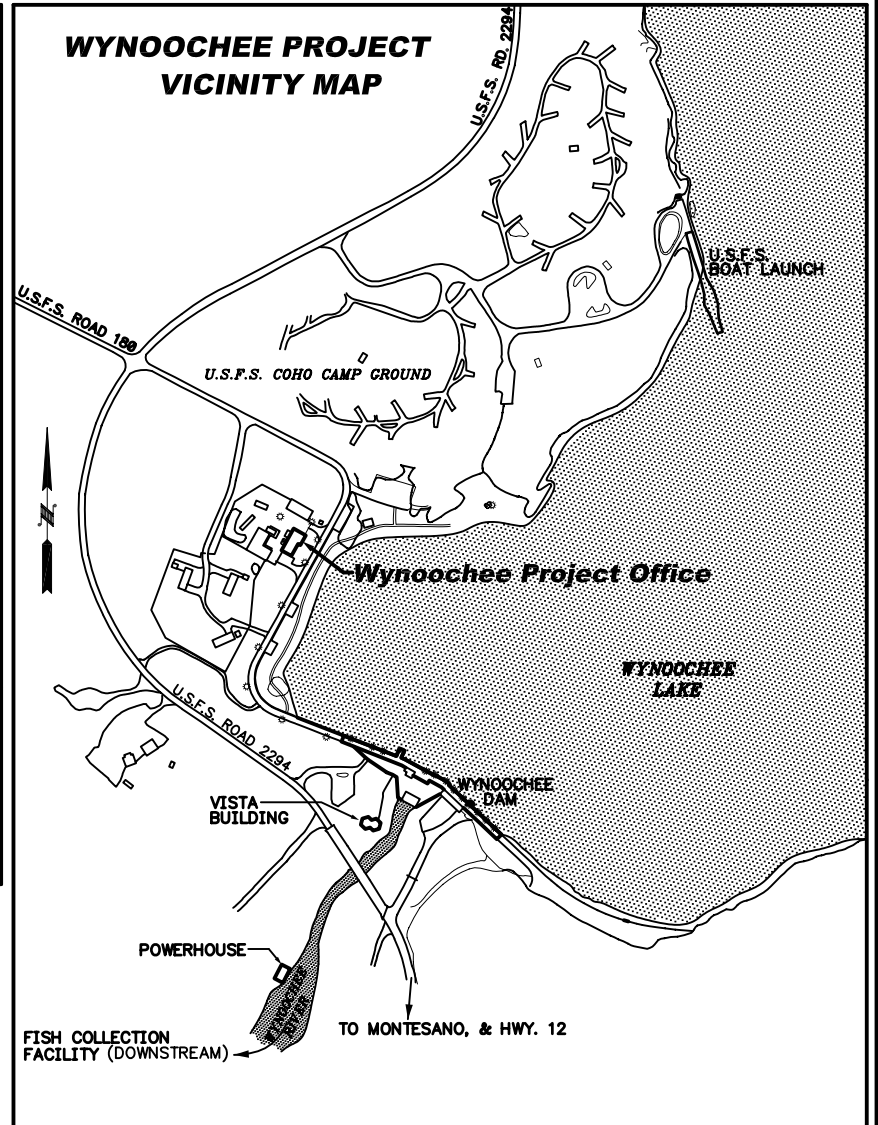 WYNOOCHEE PROJECT
VICINITY MAP
U.S.F.S. RD. 2294
U.S.F.S.
BOAT LAUNCH
U.S.F.S. ROAD 180
U.S.F.S. COHO CAMP GROUND
N
Wynoochee Project Office
WYNOOCHEE
LAKE
U.S.F.S. ROAD 2294
WYNOOCHEE
DAM
VISTA
BUILDING
POWERHOUSE
WYNOOCHEE
RIVER
TO MONTESANO, & HWY. 12
FISH COLLECTION
FACILITY (DOWNSTREAM)